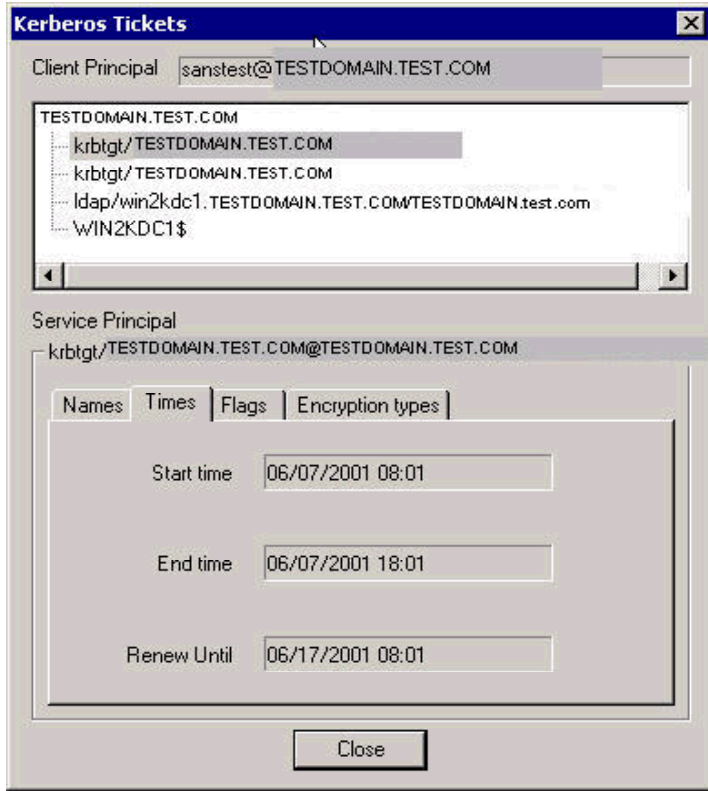 Kerberos Tickets
Client Principal sanstest@TESTDOMAIN.TEST.COM
TESTDOMAIN.TEST.COM
krbtgt/TESTDOMAIN.TEST.COM
krbtgt/TESTDOMAIN.TEST.COM
ldap/win2kdc1.TESTDOMAIN.TEST.COM/TESTDOMAIN.test.com
WIN2KDC1$
Service Principal
krbtgt/TESTDOMAIN.TEST.COM@TESTDOMAIN.TEST.COM
Names Times Flags Encryption types
Start time 06/07/2001 08:01
End time 06/07/2001 18:01
Renew Until 06/17/2001 08:01
Close